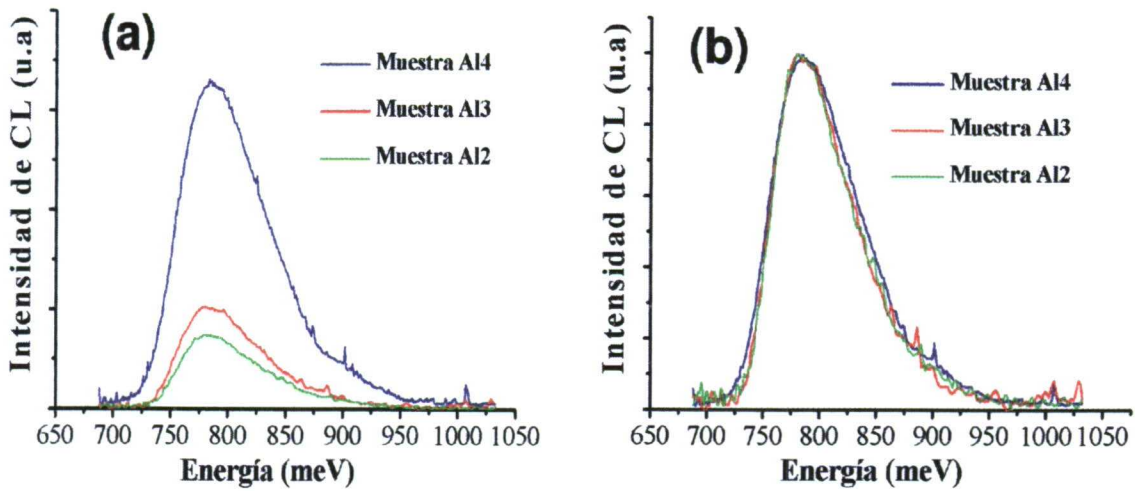 (a)
Intensidad de CL (u.a)
Muestra Al4
Muestra Al3
Muestra Al2
650 700 750 800 850 900 950 1000 1050
Energía (meV)
(b)
Intensidad de CL (u.a)
Muestra Al4
Muestra Al3
Muestra Al2
650 700 750 800 850 900 950 1000 1050
Energía (meV)